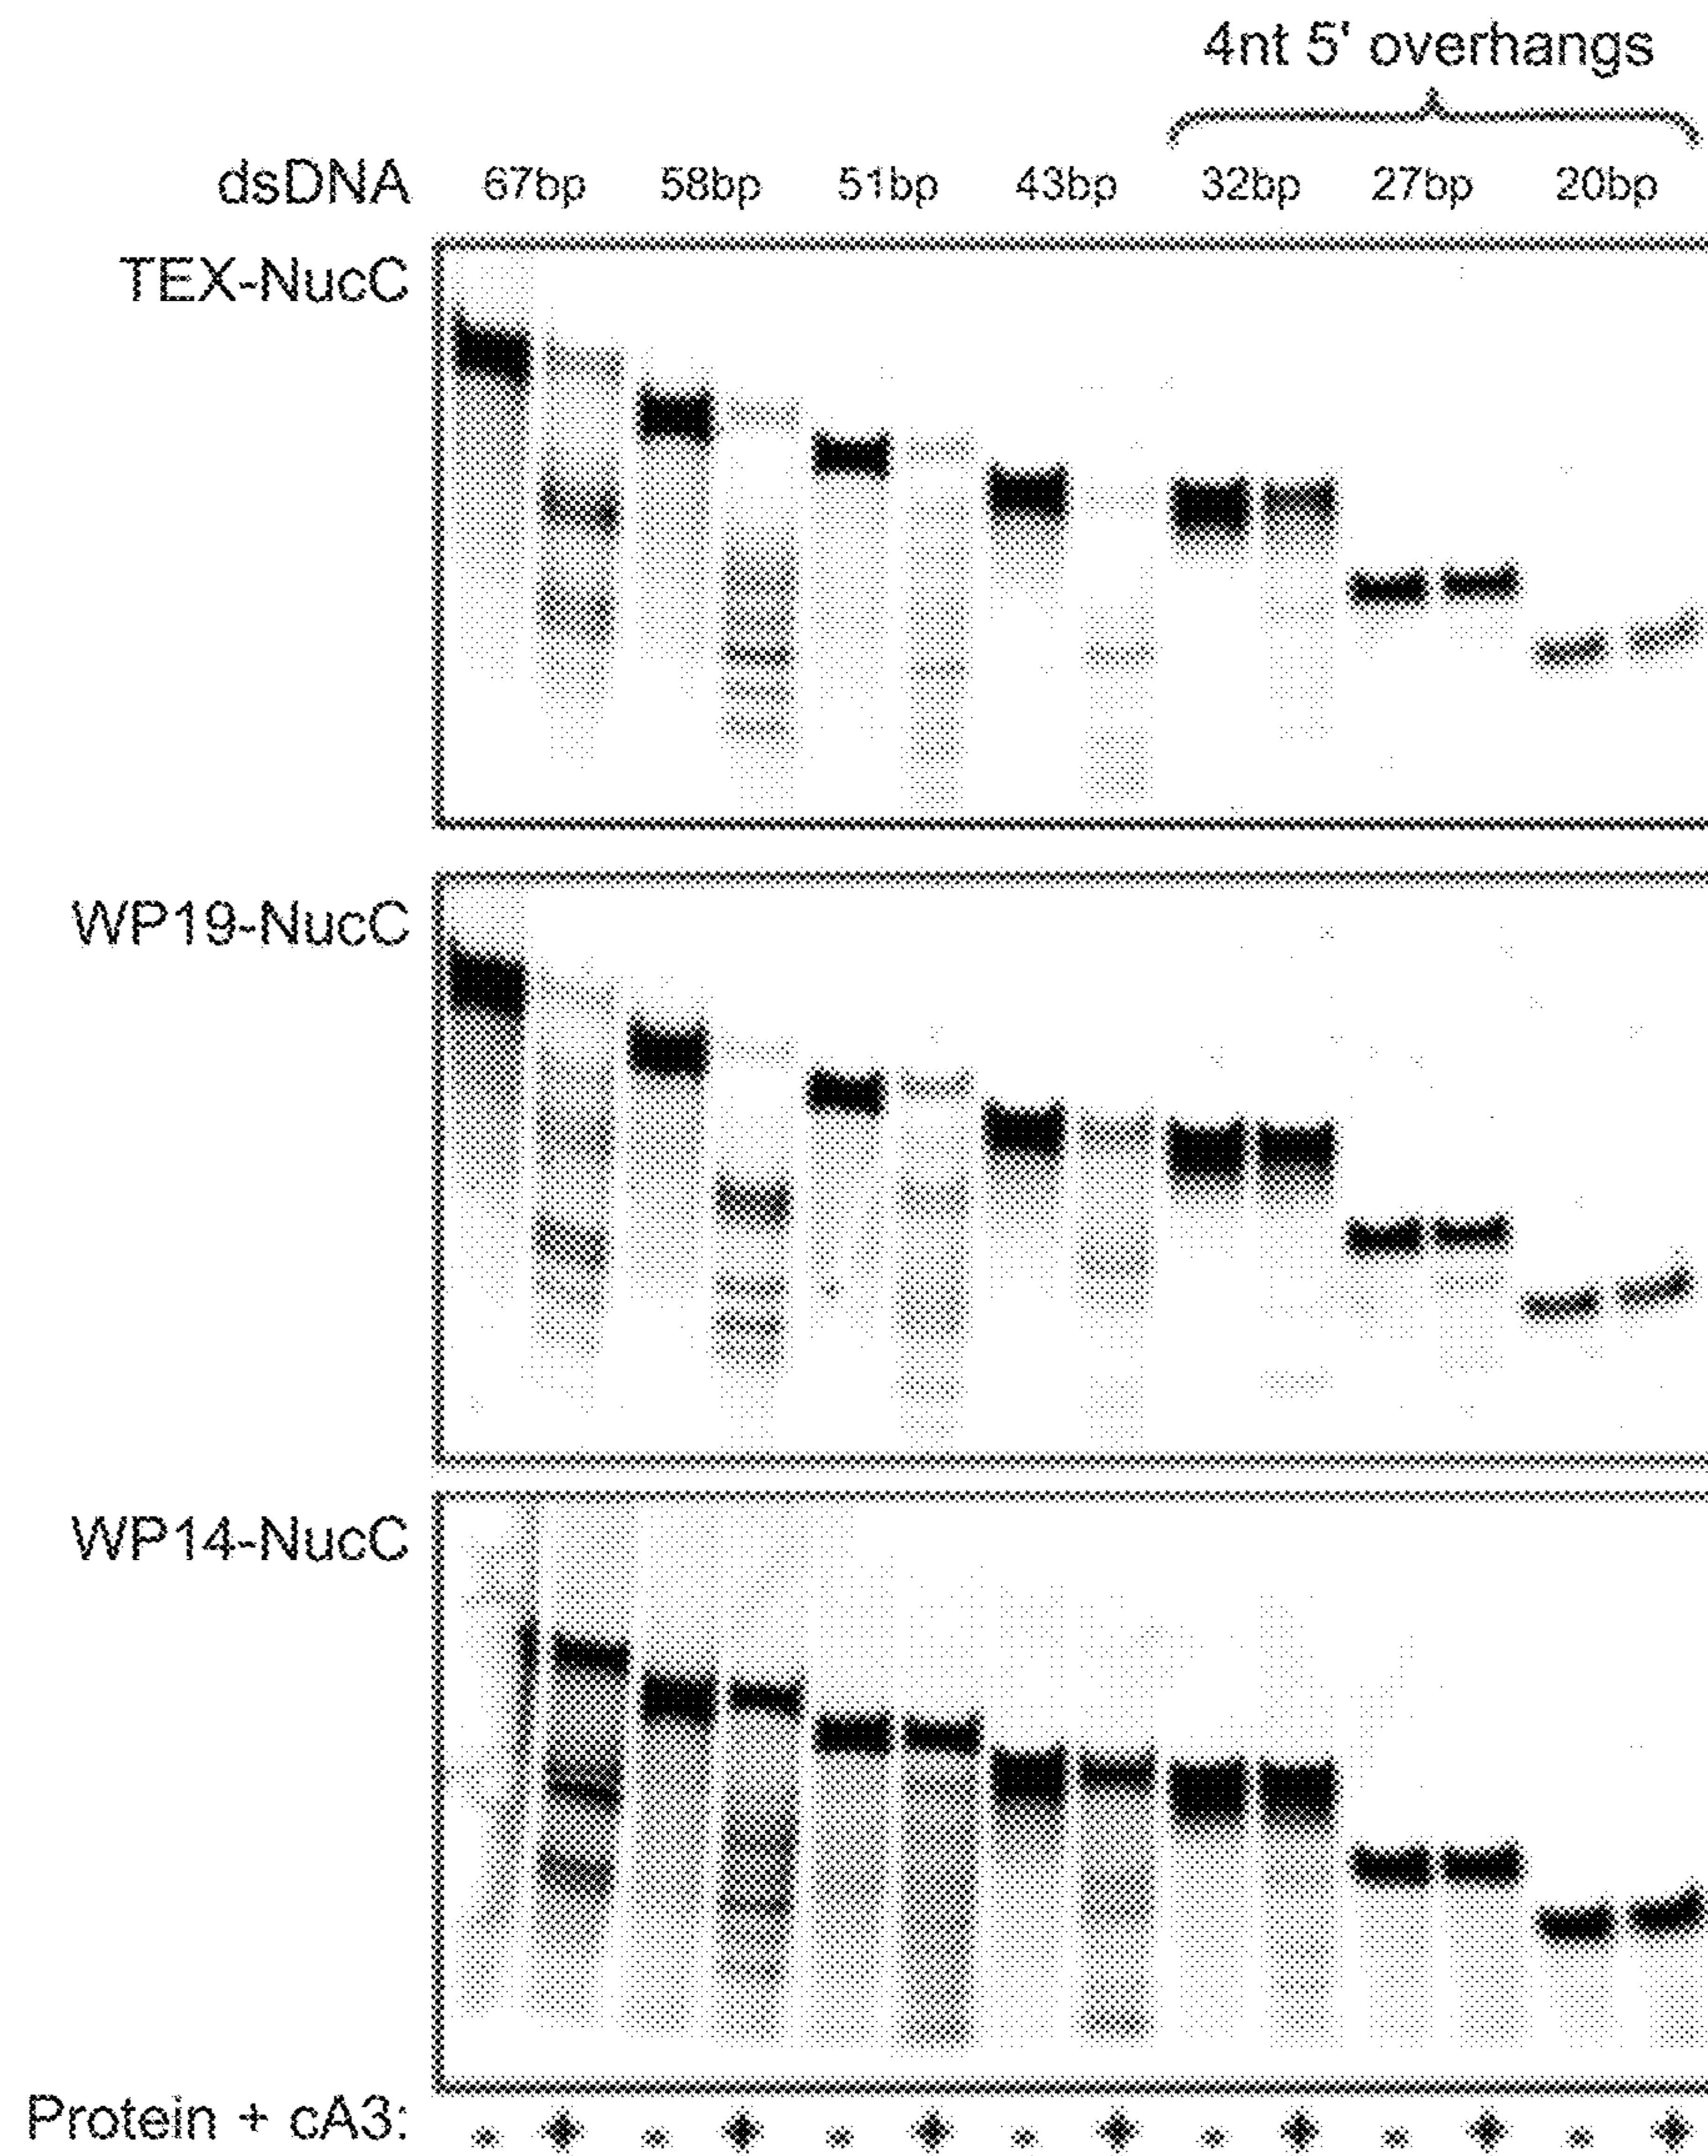 4nt 5' overhangs
dsDNA 67bp 58bp 51bp 43bp 32bp 27bp 20bp
TEX-NucC
WP19-NucC
WP14-NucC
Protein + cA3: - + - + - + - + - + - + - +